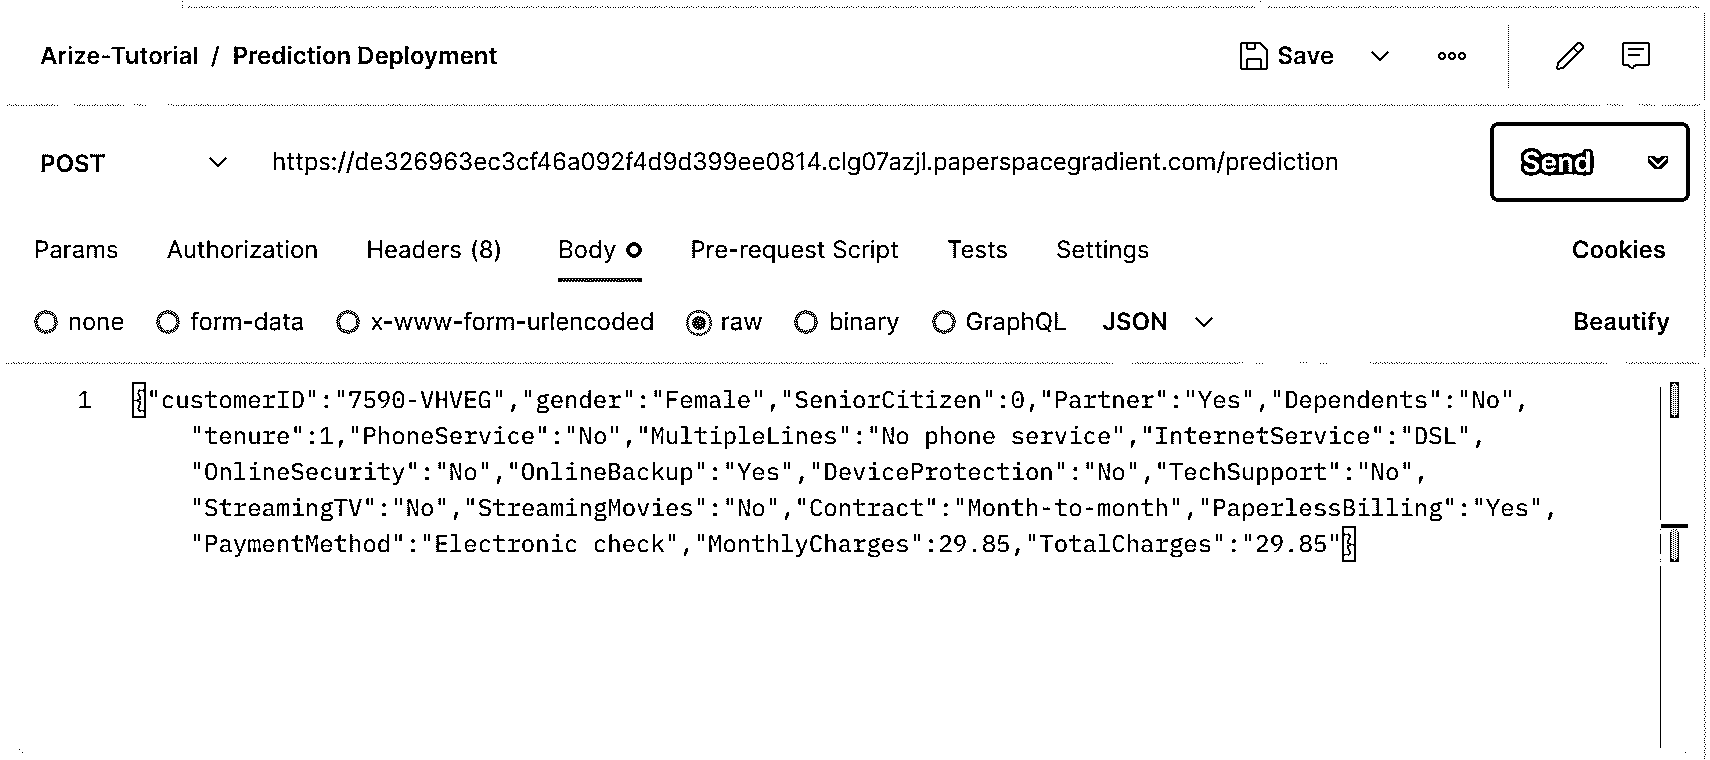 Arize-Tutorial / Prediction Deployment
Save
POST
https://de326963ec3cf46a092f4d9d399ee0814.clg07azjl.paperspacegradient.com/prediction
Send
Params Authorization Headers (8) Body Pre-request Script Tests Settings Cookies
none form-data x-www-form-urlencoded raw binary GraphQL JSON Beautify
1 {"customerID":"7590-VHVEG","gender":"Female","SeniorCitizen":0,"Partner":"Yes","Dependents":"No",
"tenure":1,"PhoneService":"No","MultipleLines":"No phone service","InternetService":"DSL",
"OnlineSecurity":"No","OnlineBackup":"Yes","DeviceProtection":"No","TechSupport":"No",
"StreamingTV":"No","StreamingMovies":"No","Contract":"Month-to-month","PaperlessBilling":"Yes",
"PaymentMethod":"Electronic check","MonthlyCharges":29.85,"TotalCharges":"29.85"}